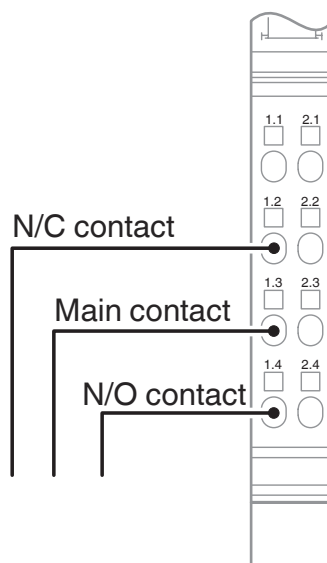 1.1 2.1
1.2 2.2
N/C contact
1.3 2.3
Main contact
1.4 2.4
N/O contact